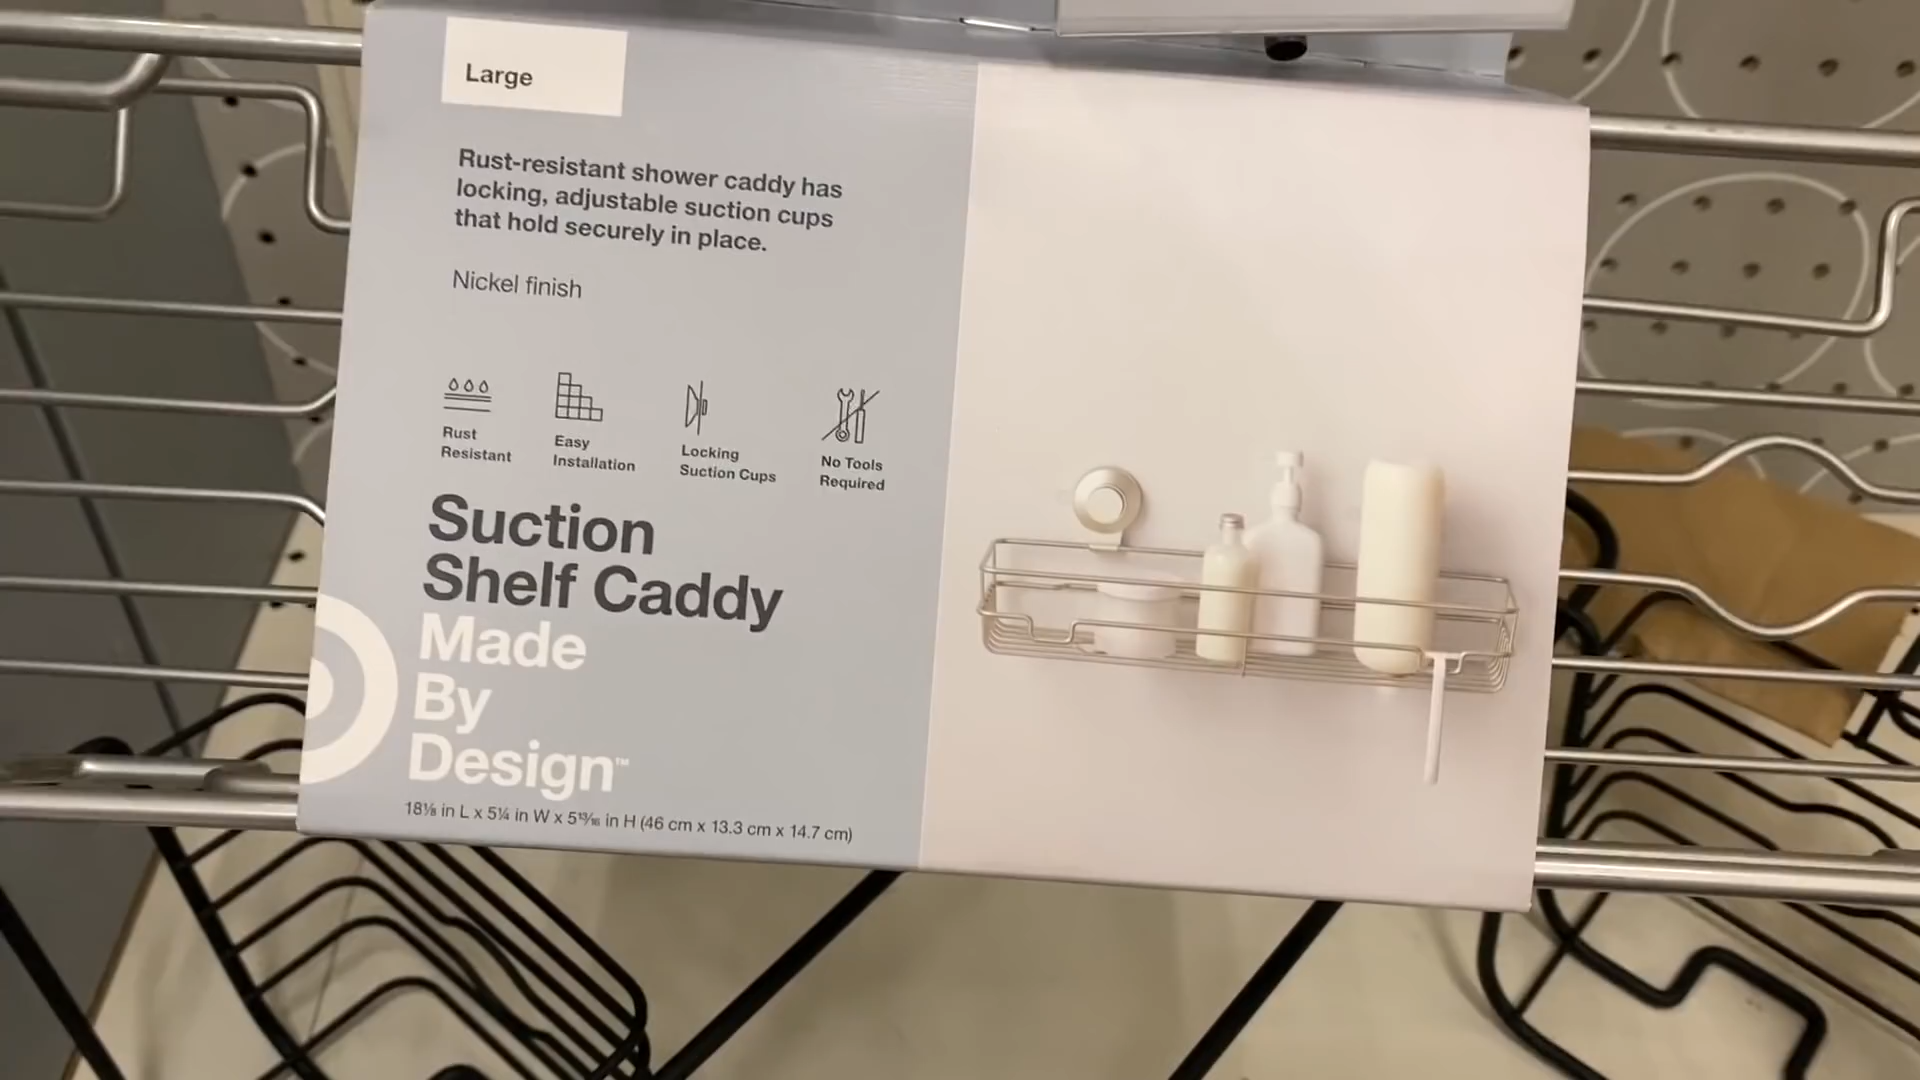 Large
Rust-resistant shower caddy has
locking, adjustable suction cups
that hold securely in place.
Nickel finish
Rust
Resistant
Easy
Installation
Locking
Suction Cups
No Tools
Required
Suction
Shelf Caddy
Made
By
Design™
18⅛ in L x 5¼ in W x 5¹³⁄₁₆ in H (46 cm x 13.3 cm x 14.7 cm)